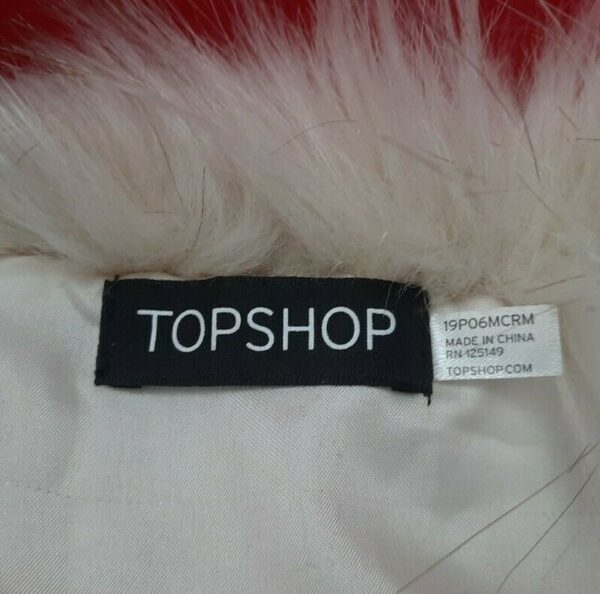 TOPSHOP
19P06MCRM
MADE IN CHINA
RN 125149
TOPSHOP.COM